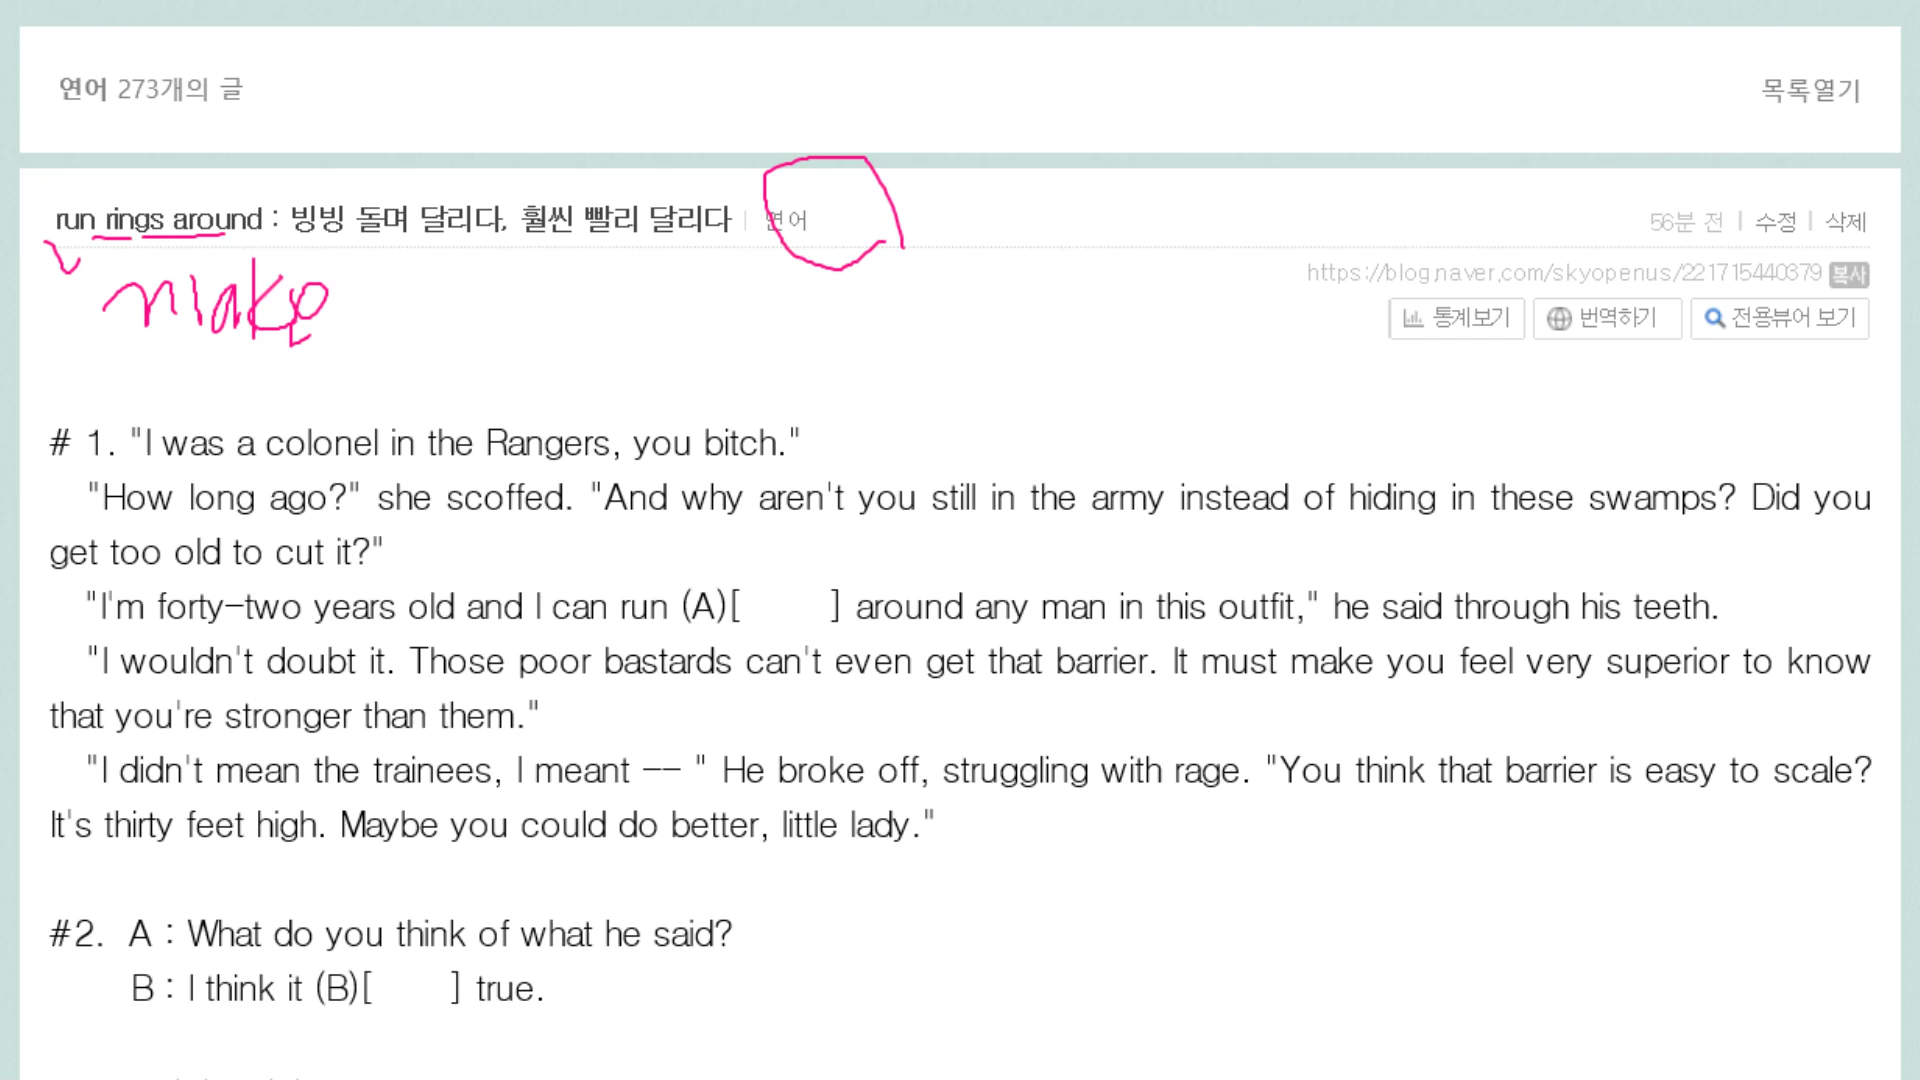 연어 273개의 글
목록열기
run rings around : 빙빙 돌며 달리다, 훨씬 빨리 달리다 | 연어
56분 전 | 수정 | 삭제
make
https://blog.naver.com/skyopenus/221715440379 복사
통계보기 번역하기 전용뷰어 보기
# 1. "I was a colonel in the Rangers, you bitch."
"How long ago?" she scoffed. "And why aren't you still in the army instead of hiding in these swamps? Did you
get too old to cut it?"
"I'm forty-two years old and I can run (A)[ ] around any man in this outfit," he said through his teeth.
"I wouldn't doubt it. Those poor bastards can't even get that barrier. It must make you feel very superior to know
that you're stronger than them."
"I didn't mean the trainees, I meant -- " He broke off, struggling with rage. "You think that barrier is easy to scale?
It's thirty feet high. Maybe you could do better, little lady."
#2. A : What do you think of what he said?
B : I think it (B)[ ] true.